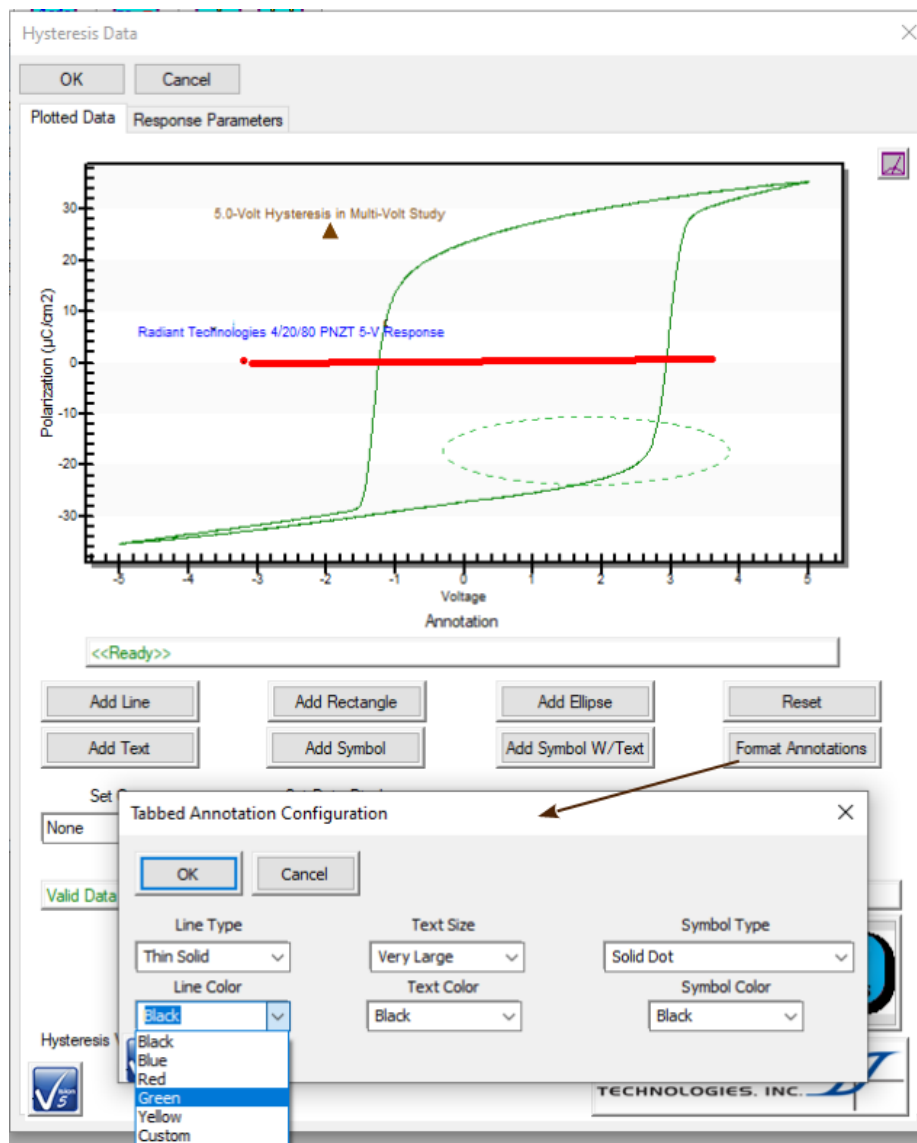 Hysteresis Data
OK Cancel
Plotted Data Response Parameters
30
20
10
0
-10
-20
-30
Polarization (µC/cm2)
5.0-Volt Hysteresis in Multi-Volt Study
Radiant Technologies 4/20/80 PNZT 5-V Response
-5 -4 -3 -2 -1 0 1 2 3 4 5
Voltage
Annotation
<<Ready>>
Add Line Add Rectangle Add Ellipse Reset
Add Text Add Symbol Add Symbol W/Text Format Annotations
Set
None
Tabbed Annotation Configuration
OK Cancel
Valid Data
Line Type Text Size Symbol Type
Thin Solid Very Large Solid Dot
Line Color Text Color Symbol Color
Black Black Black
Black
Blue
Red
Green
Yellow
Custom
Hysteresis
Vision 5
TECHNOLOGIES, INC.